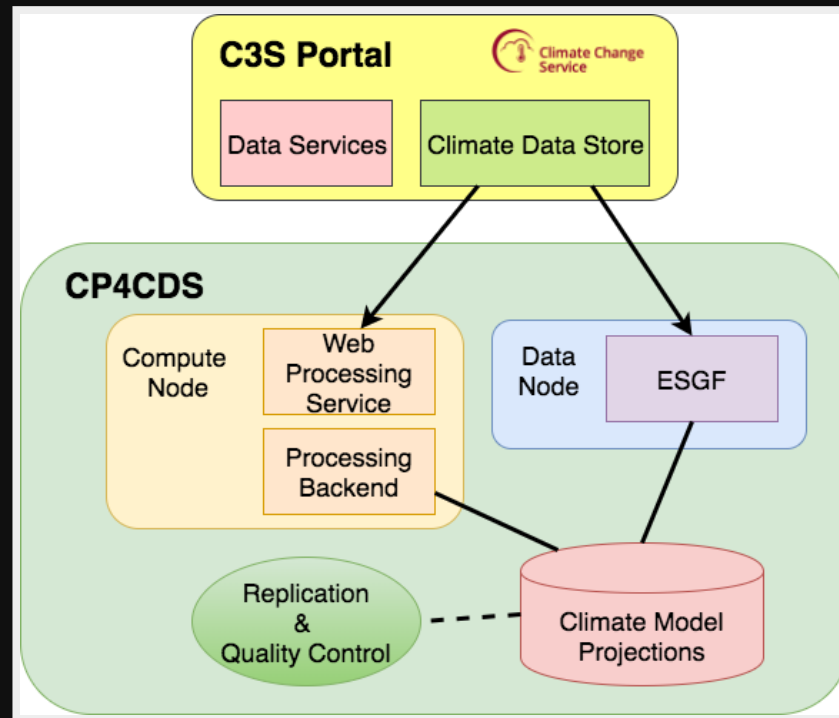 C3S Portal
Climate Change
Service
Data Services
Climate Data Store
CP4CDS
Compute
Node
Web
Processing
Service
Processing
Backend
Data
Node
ESGF
Replication
&
Quality Control
Climate Model
Projections